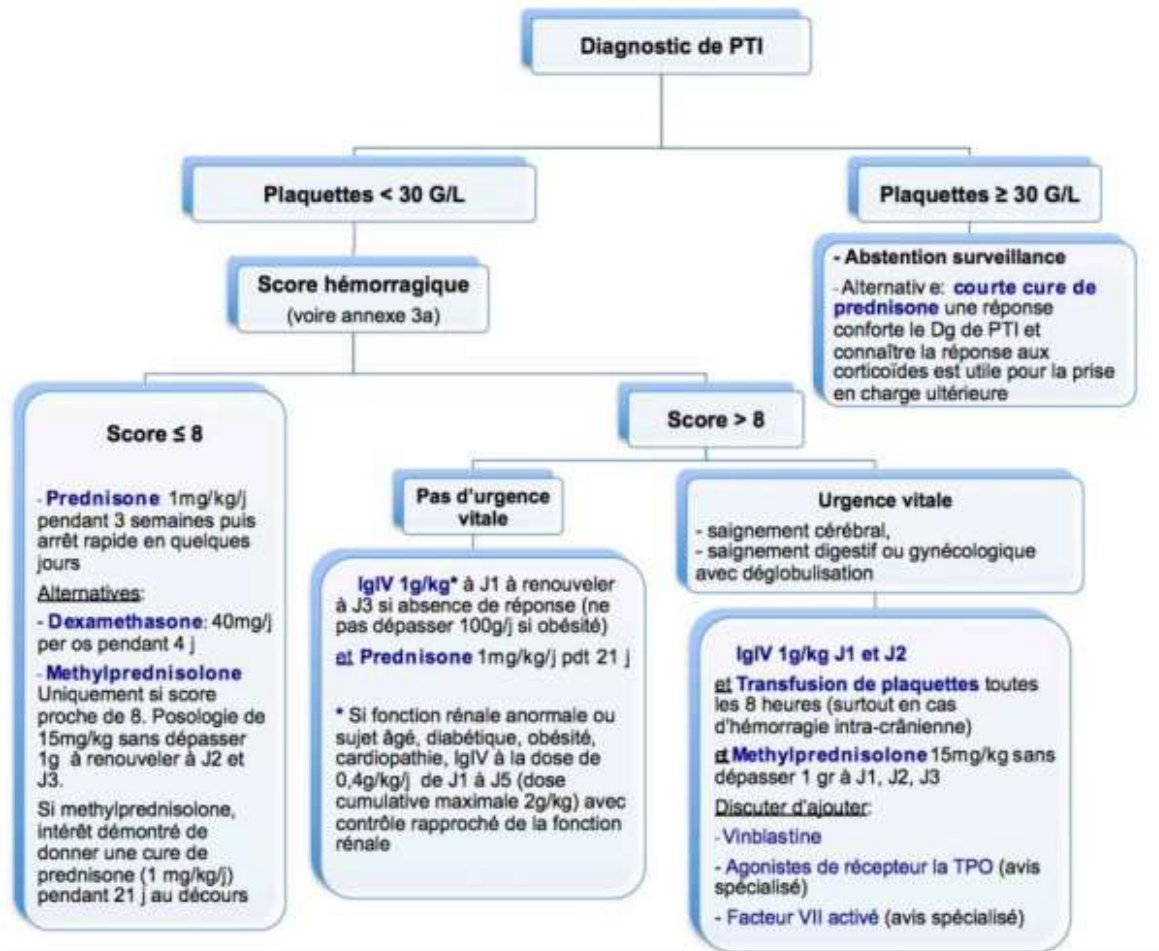 Diagnostic de PTI
Plaquettes < 30 G/L
Plaquettes ≥ 30 G/L
- Abstention surveillance
- Alternativ e: courte cure de
prednisone une réponse
conforte le Dg de PTI et
connaître la réponse aux
corticoïdes est utile pour la prise
en charge ultérieure
Score hémorragique
(voire annexe 3a)
Score ≤ 8
- Prednisone 1mg/kg/j
pendant 3 semaines puis
arrêt rapide en quelques
jours
Alternatives:
- Dexamethasone: 40mg/j
per os pendant 4 j
- Methylprednisolone
Uniquement si score
proche de 8. Posologie de
15mg/kg sans dépasser
1g à renouveler à J2 et
J3.
Si methylprednisolone,
intérêt démontré de
donner une cure de
prednisone (1 mg/kg/j)
pendant 21 j au décours
Score > 8
Pas d'urgence
vitale
IgIV 1g/kg* à J1 à renouveler
à J3 si absence de réponse (ne
pas dépasser 100g/j si obésité)
et Prednisone 1mg/kg/j pdt 21 j
* Si fonction rénale anormale ou
sujet âgé, diabétique, obésité,
cardiopathie, IgIV à la dose de
0,4g/kg/j de J1 à J5 (dose
cumulative maximale 2g/kg) avec
contrôle rapproché de la fonction
rénale
Urgence vitale
- saignement cérébral,
- saignement digestif ou gynécologique
avec déglobulisation
IgIV 1g/kg J1 et J2
et Transfusion de plaquettes toutes
les 8 heures (surtout en cas
d'hémorragie intra-crânienne)
et Methylprednisolone 15mg/kg sans
dépasser 1 gr à J1, J2, J3
Discuter d'ajouter:
- Vinblastine
- Agonistes de récepteur la TPO (avis
spécialisé)
- Facteur VII activé (avis spécialisé)